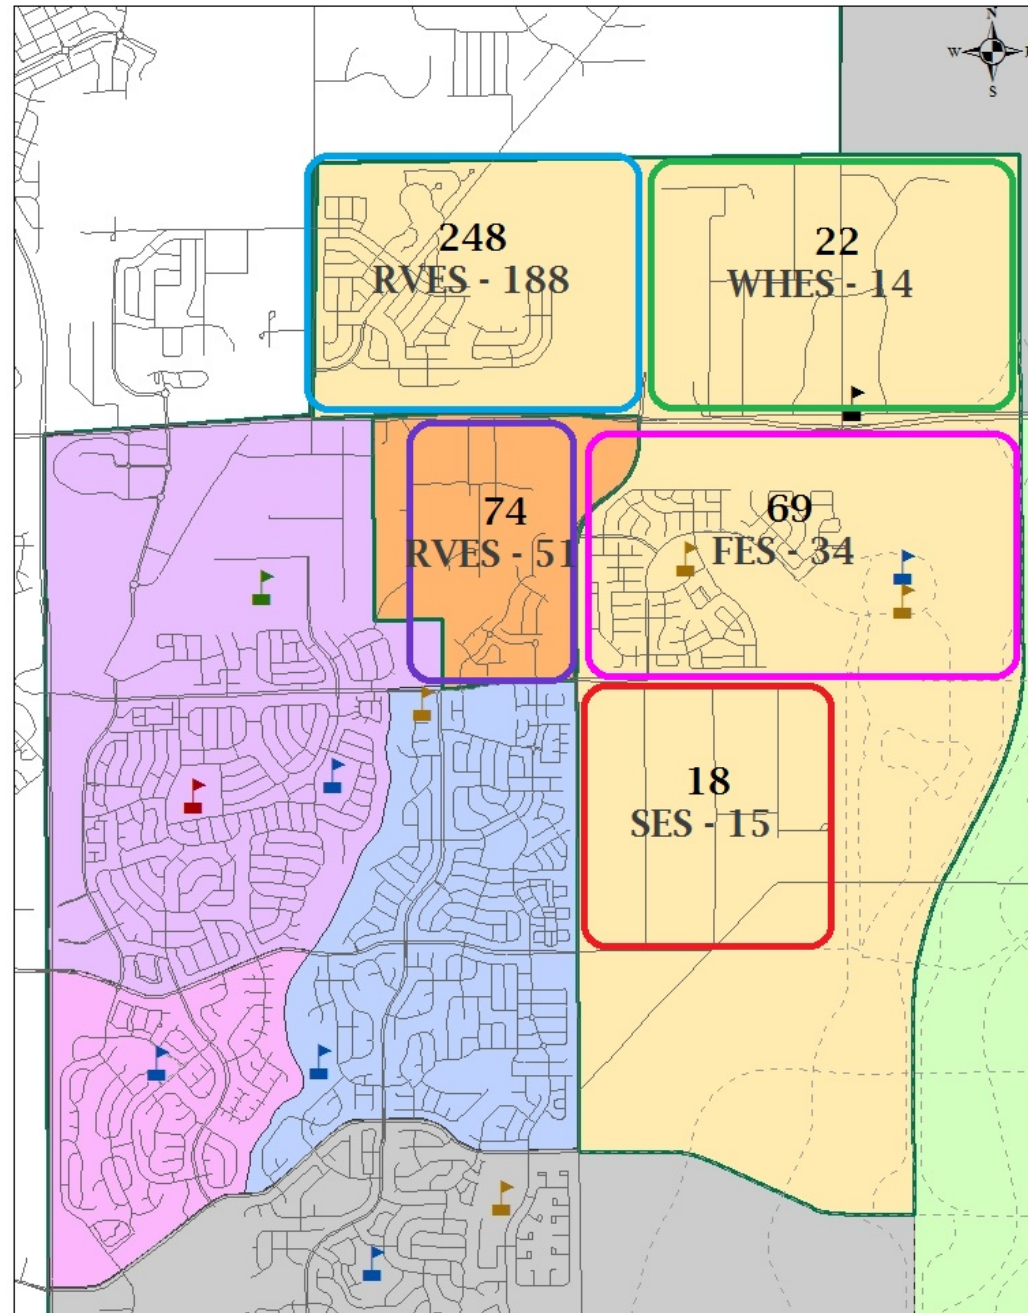 N
W
S
248
RVES - 188
22
WHES - 14
74
RVES - 51
69
FES - 34
18
SES - 15